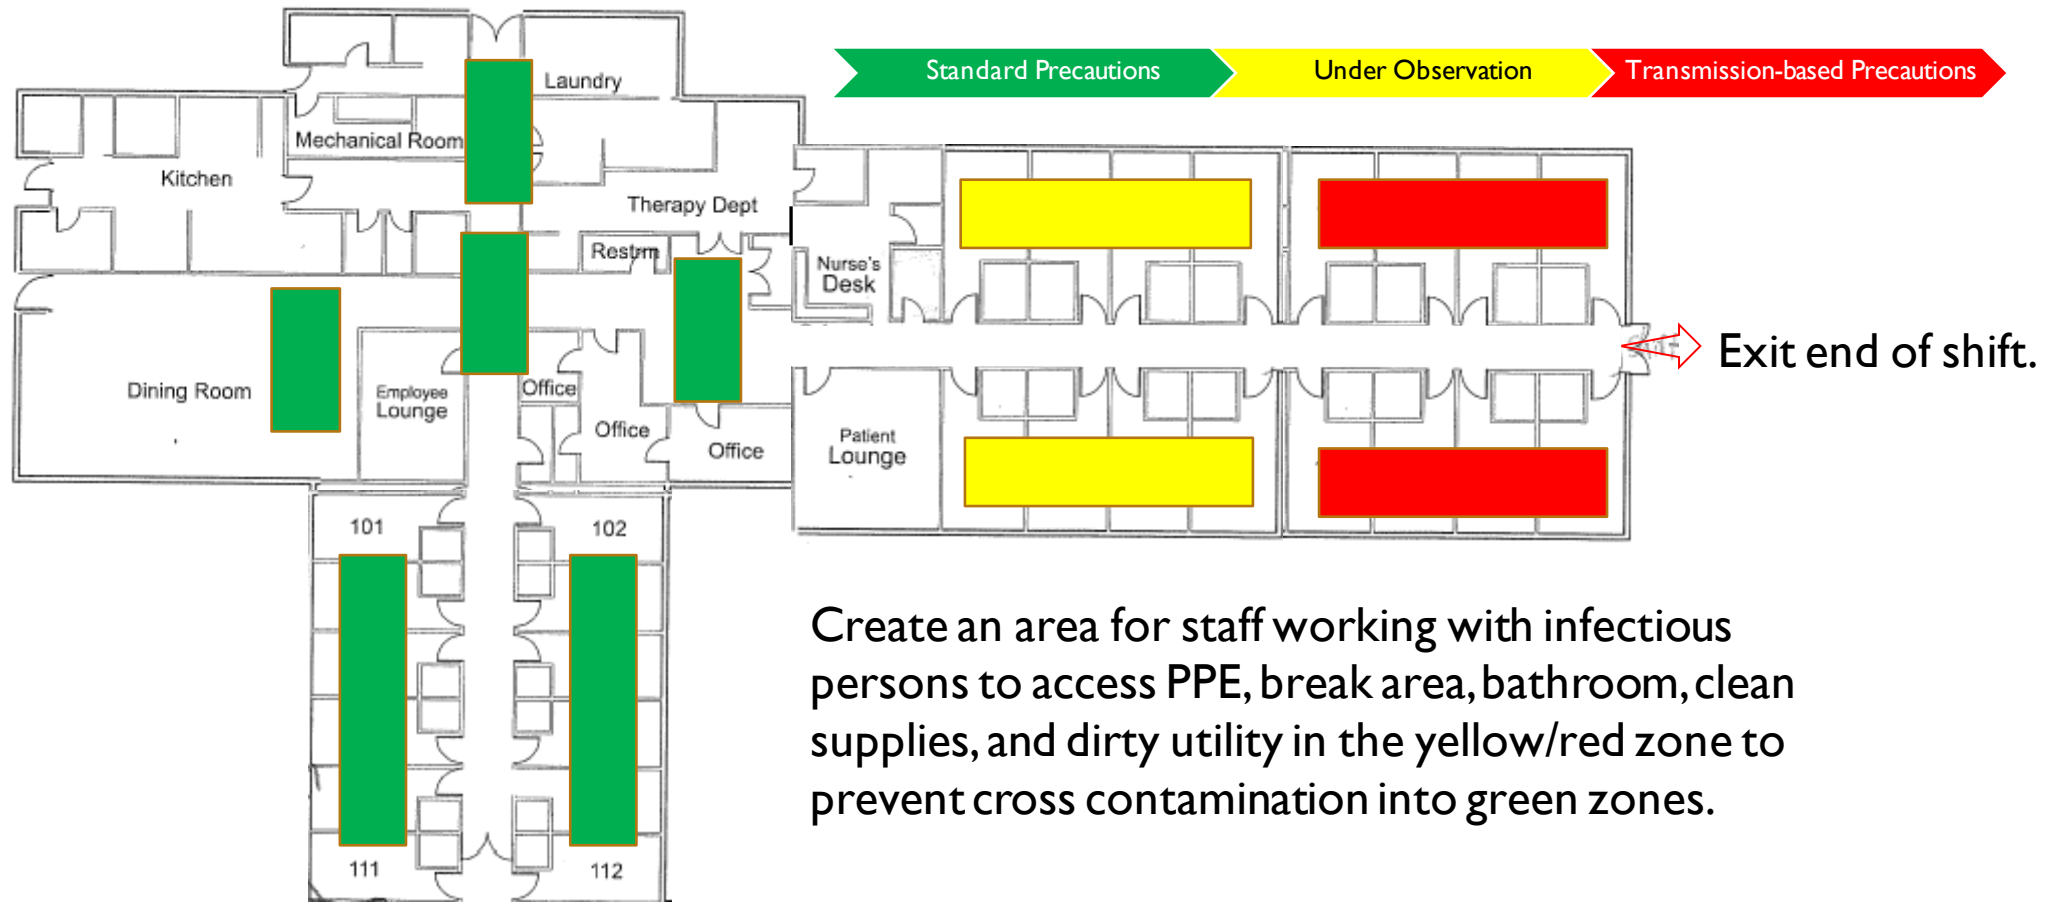 Standard Precautions
Under Observation
Transmission-based Precautions
Laundry
Mechanical Room
Kitchen
Therapy Dept
Restrm
Nurse's
Desk
Exit end of shift.
Dining Room
Employee
Lounge
Office
Office
Office
Patient
Lounge
101
102
111
112
Create an area for staff working with infectious
persons to access PPE, break area, bathroom, clean
supplies, and dirty utility in the yellow/red zone to
prevent cross contamination into green zones.